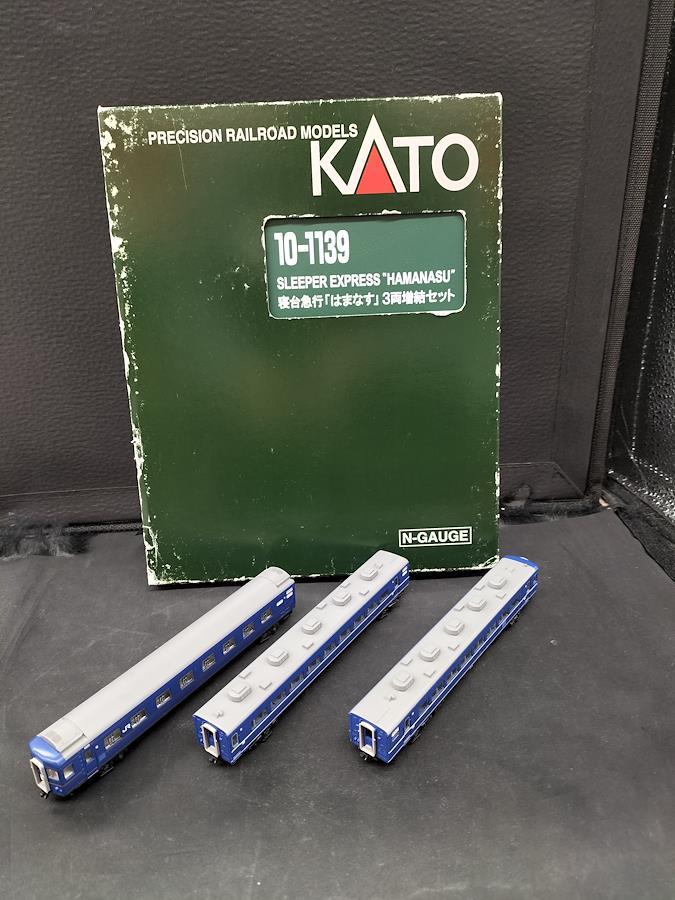 PRECISION RAILROAD MODELS
KATO
10-1139
SLEEPER EXPRESS "HAMANASU"
寝台急行「はまなす」3両増結セット
N-GAUGE
JR